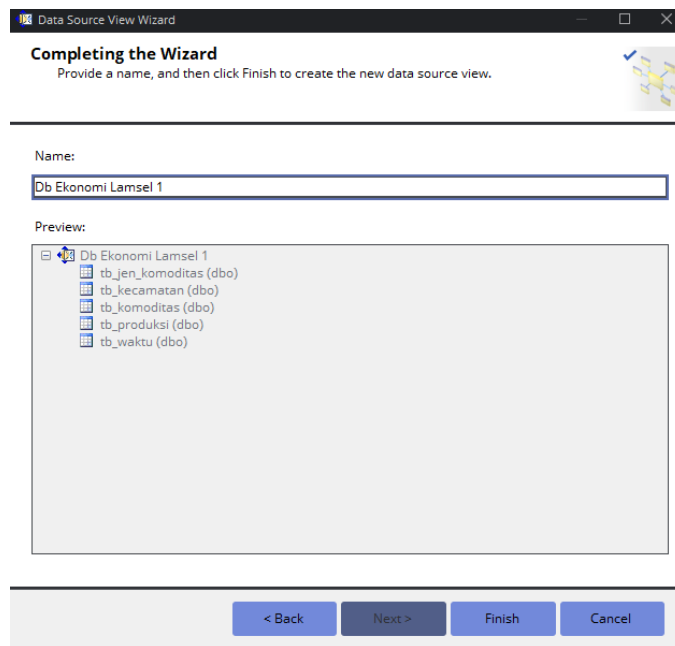 Data Source View Wizard
Completing the Wizard
Provide a name, and then click Finish to create the new data source view.
Name:
Db Ekonomi Lamsel 1
Preview:
Db Ekonomi Lamsel 1
tb_jen_komoditas (dbo)
tb_kecamatan (dbo)
tb_komoditas (dbo)
tb_produksi (dbo)
tb_waktu (dbo)
< Back Next > Finish Cancel